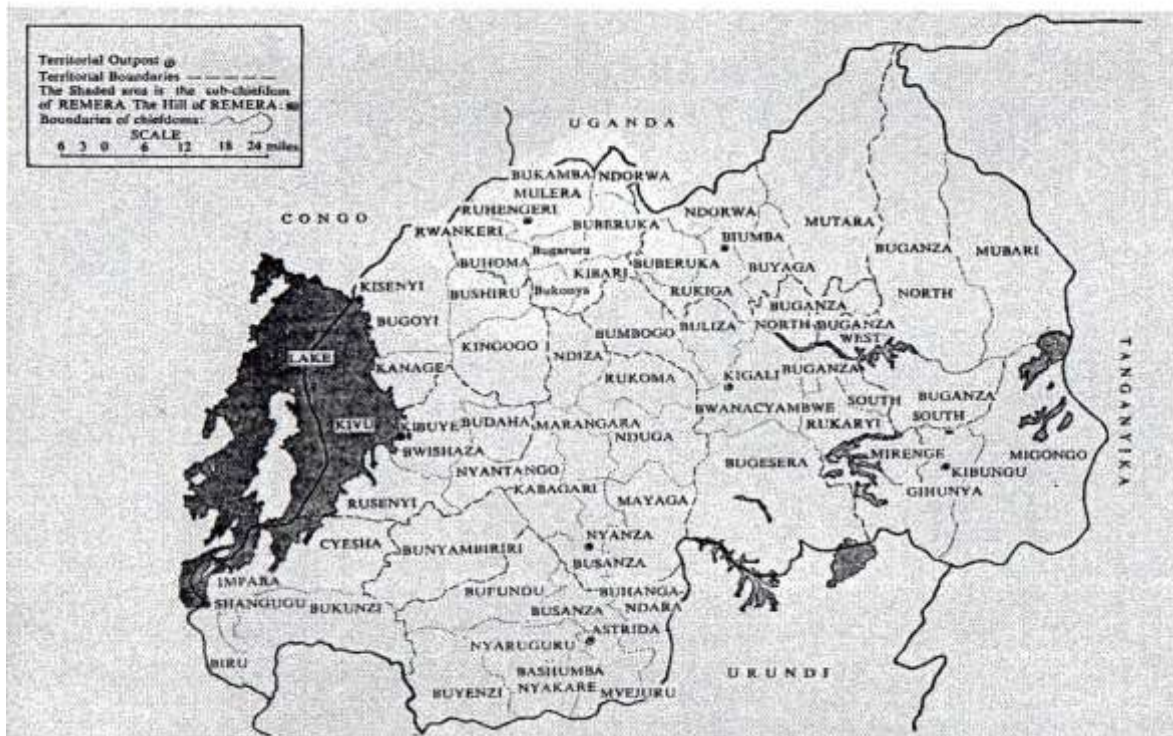 Territorial Outpost
Territorial Boundaries
The Shaded area is the sub-chiefdom
of REMERA. The Hill of REMERA:
Boundaries of chiefdoms:
SCALE
6 3 0 6 12 18 24 miles
UGANDA
CONGO
TANGANYIKA
URUNDI
BUKAMBA
NDORWA
MULERA
RUHENGERI
RWANKERI
BUBERUKA
NDORWA
BIUMBA
MUTARA
BUGANZA
NORTH
MUBARI
Bugaruru
BUHOMA
KIBARI
BUBERUKA
BUYAGA
KISENYI
BUSHIRU
Bukonya
RUKIGA
BUGANZA
NORTH
BUGANZA
WEST
BUGOYI
KINGOGO
BUMBOGO
BULIZA
NDIZA
LAKE
KIVU
KANAGE
RUKOMA
KIGALI
BUGANZA
SOUTH
BUGANZA
SOUTH
BWANACYAMBWE
RUKARYI
KIBUYE
BUDAHA
MARANGARA
NDUGA
BWISHAZA
NYANTANGO
BUGESERA
MIRENGE
KIBUNGU
MIGONGO
GIHUNYA
KABAGARI
MAYAGA
RUSENYI
CYESHA
BUNYAMBIRIRI
NYANZA
BUSANZA
IMPARA
SHANGUGU
BUKUNZI
BUFUNDU
BUHANGA
NDARA
BUSANZA
ASTRIDA
NYARUGURU
BIRU
BASHUMBA
NYAKARE
BUYENZI
MVEJURU